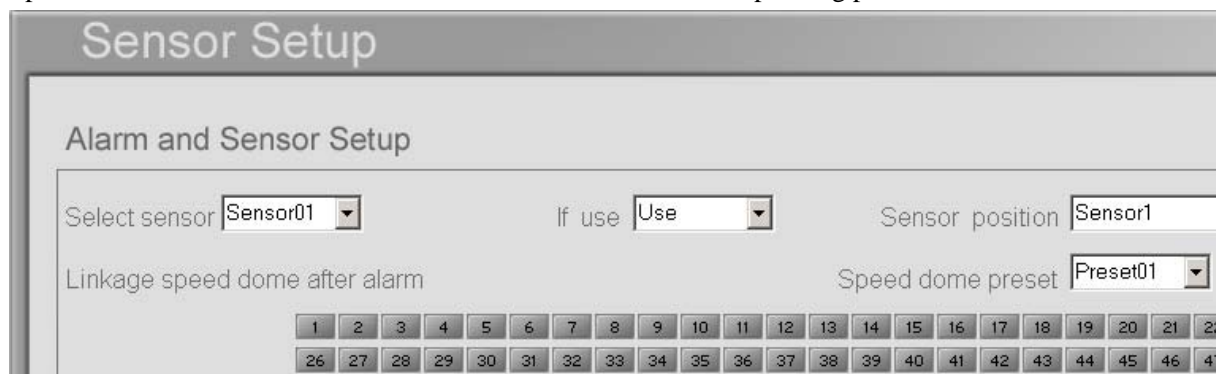 Sensor Setup
Alarm and Sensor Setup
Select sensor Sensor01 If use Use Sensor position Sensor1
Linkage speed dome after alarm Speed dome preset Preset01
1 2 3 4 5 6 7 8 9 10 11 12 13 14 15 16 17 18 19 20 21
26 27 28 29 30 31 32 33 34 35 36 37 38 39 40 41 42 43 44 45 46